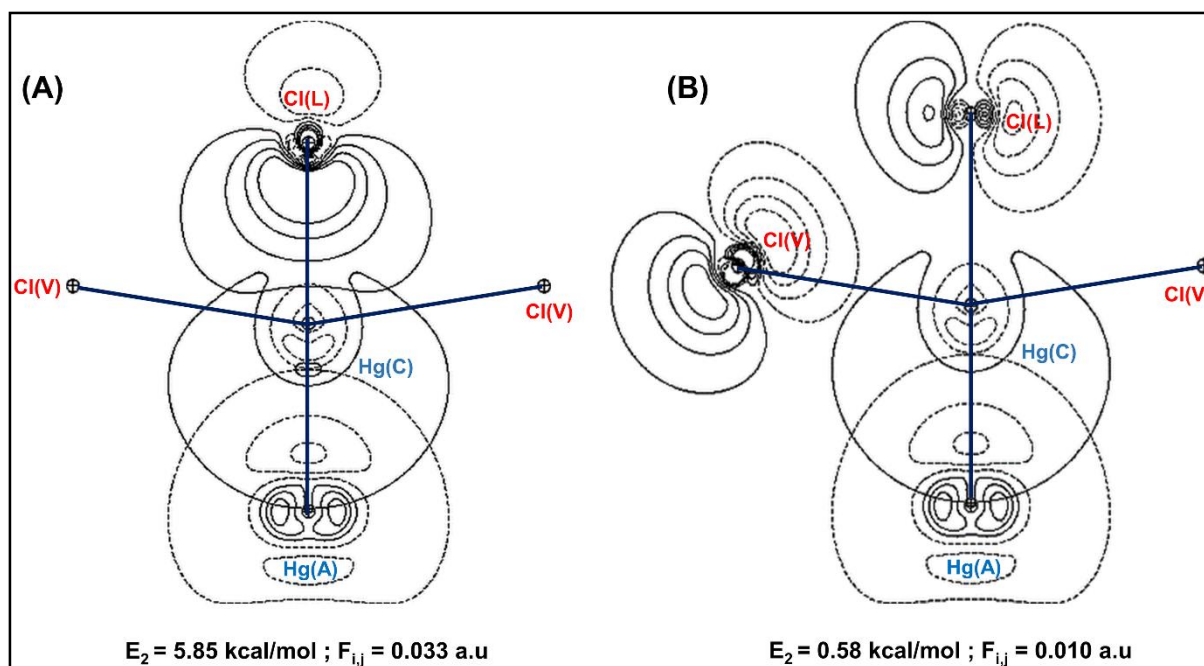 (A)
Cl(L)
Cl(V)
Cl(V)
Hg(C)
Hg(A)
E₂ = 5.85 kcal/mol ; Fᵢ,ⱼ = 0.033 a.u
(B)
Cl(L)
Cl(V)
Cl(V
Hg(C)
Hg(A)
E₂ = 0.58 kcal/mol ; Fᵢ,ⱼ = 0.010 a.u